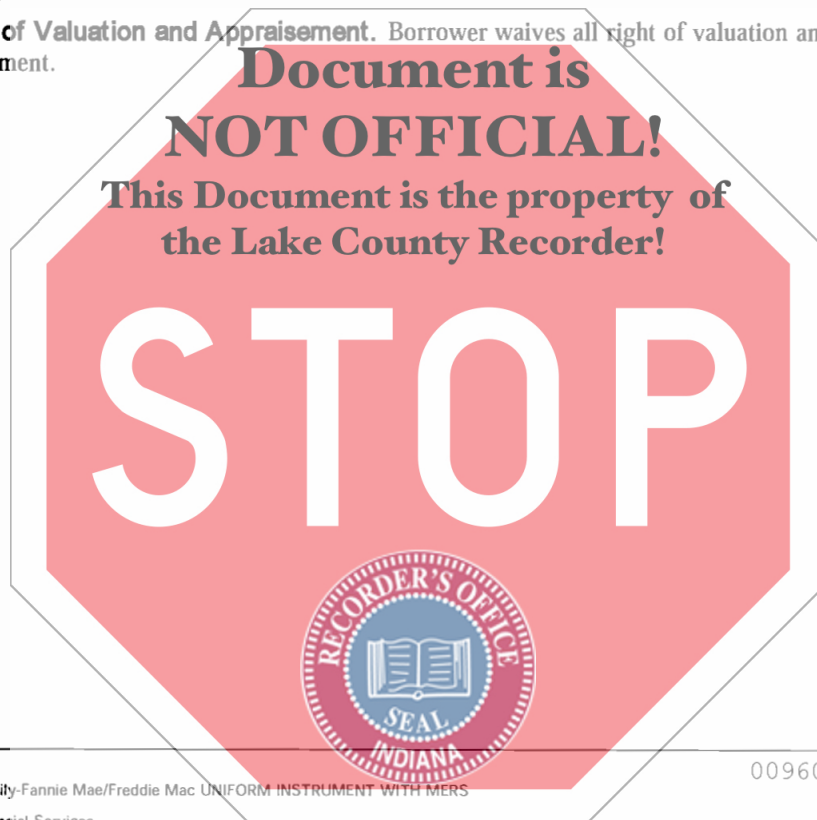 of Valuation and Appraisement. Borrower waives all right of valuation
ment.
Document is
NOT OFFICIAL!
This Document is the property of
the Lake County Recorder!
STOP
RECORDER'S OFFICE
SEAL
INDIANA
0096
ily-Fannie Mae/Freddie Mac UNIFORM INSTRUMENT WITH MERS